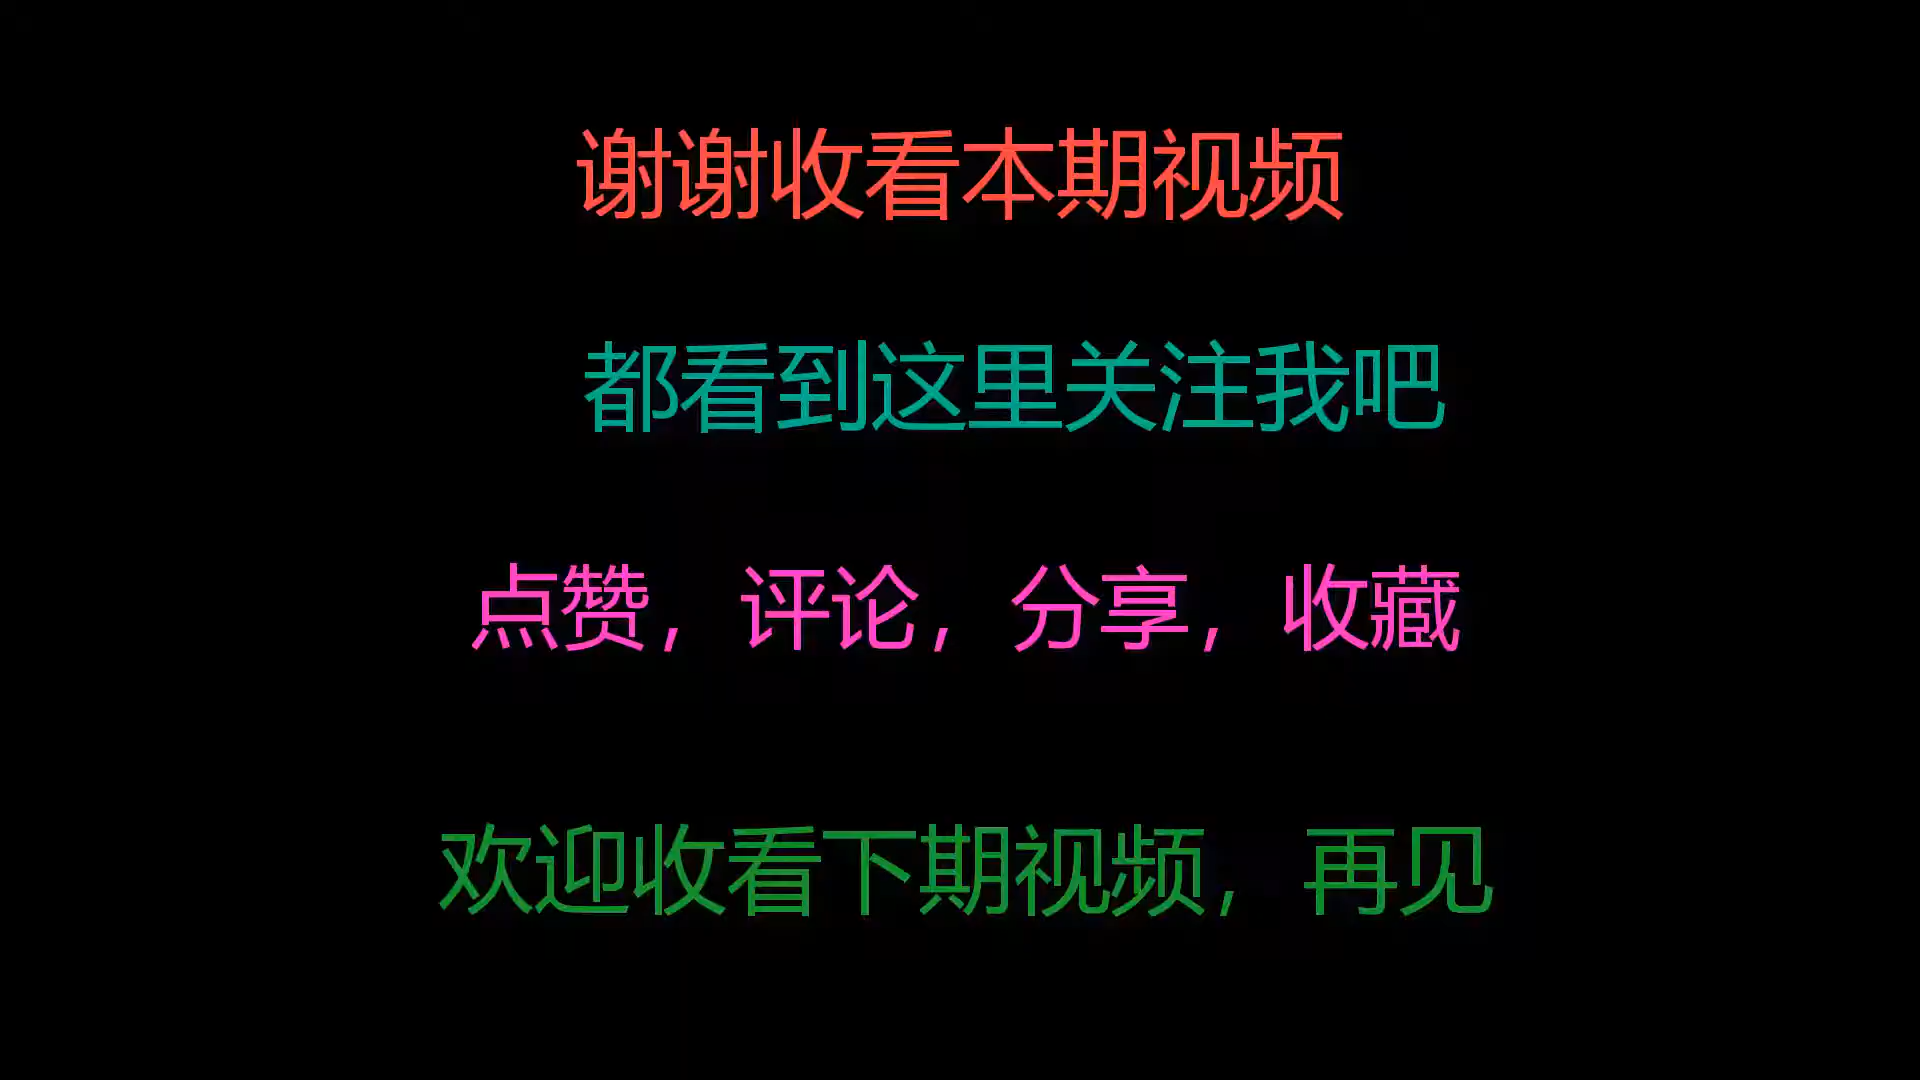 谢谢收看本期视频
都看到这里关注我吧
点赞，评论，分享，收藏
欢迎收看下期视频，再见